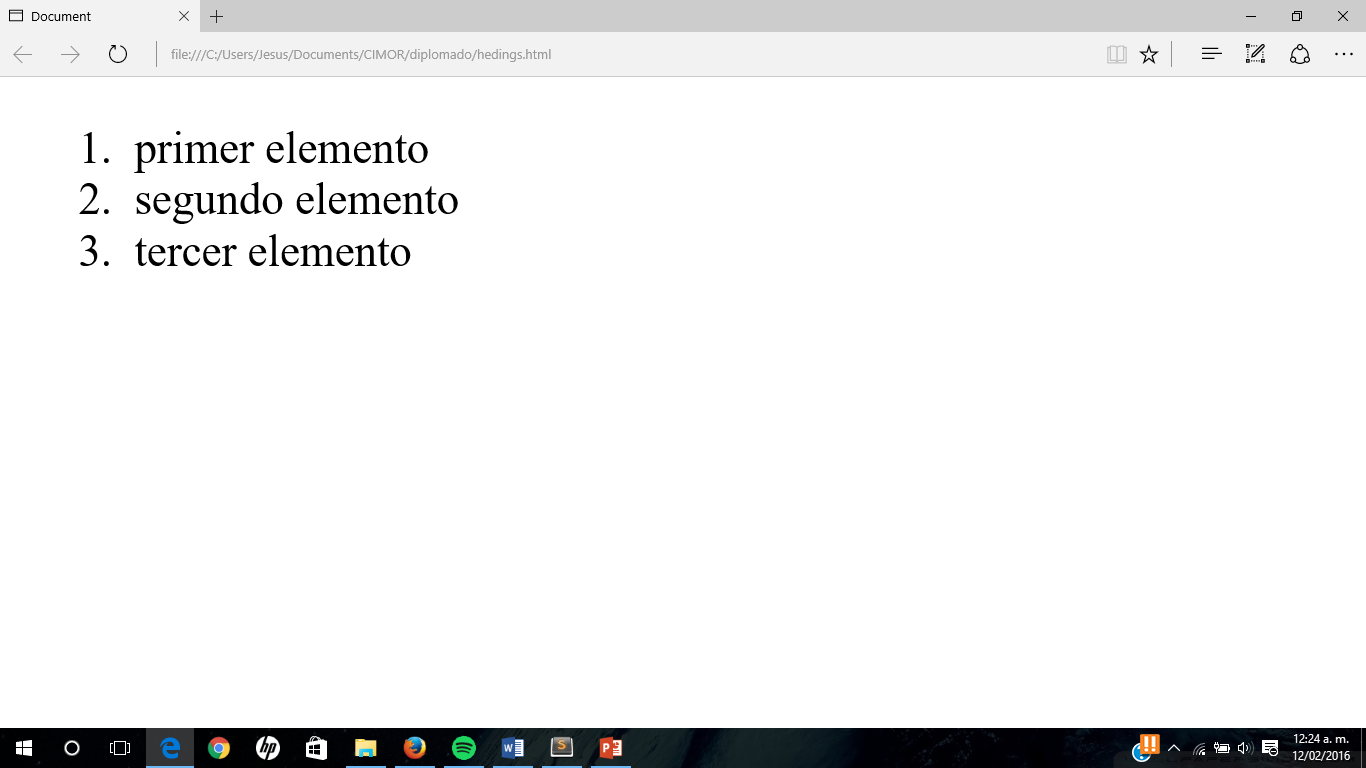 Document
file:///C:/Users/Jesus/Documents/CIMOR/diplomado/hedings.html
1. primer elemento
2. segundo elemento
3. tercer elemento
12:24 a. m.
12/02/2016